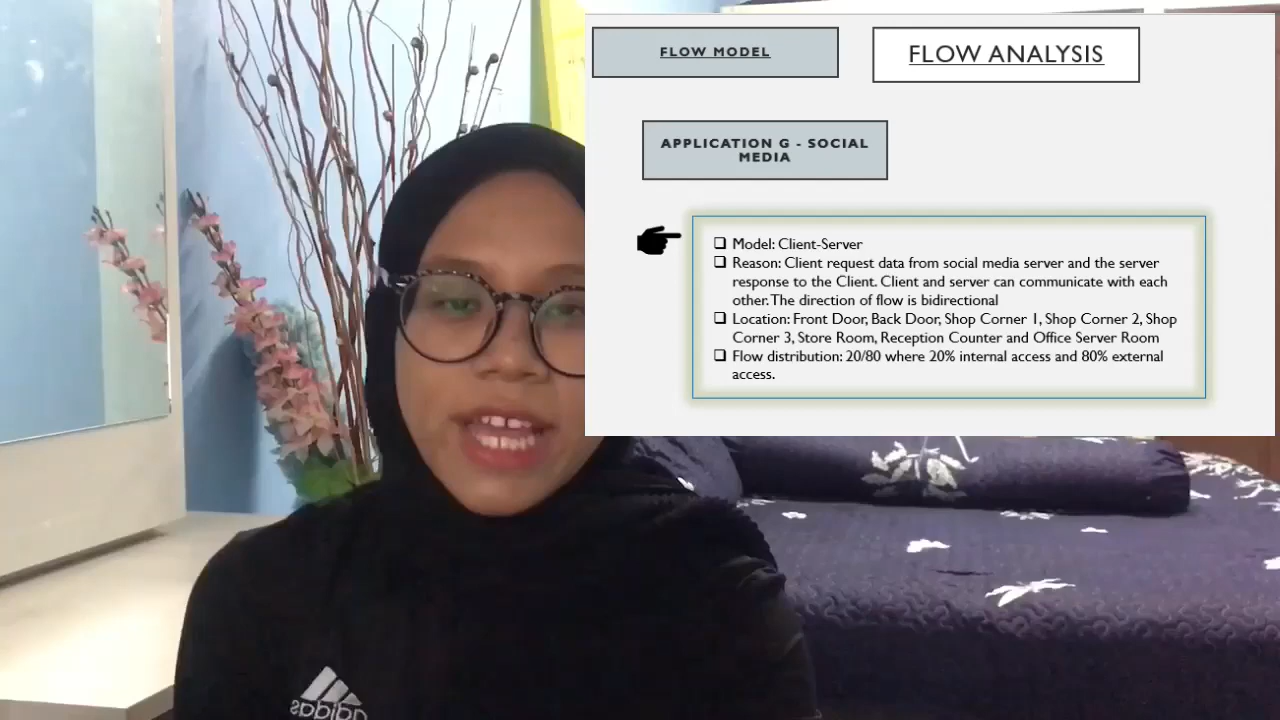 FLOW MODEL
FLOW ANALYSIS
APPLICATION G - SOCIAL
MEDIA
Model: Client-Server
Reason: Client request data from social media server and the server
response to the Client. Client and server can communicate with each
other. The direction of flow is bidirectional
Location: Front Door, Back Door, Shop Corner 1, Shop Corner 2, Shop
Corner 3, Store Room, Reception Counter and Office Server Room
Flow distribution: 20/80 where 20% internal access and 80% external
access.
adidas